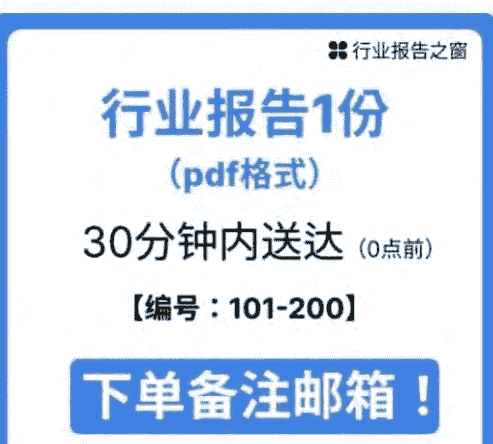 行业报告之窗
行业报告1份
（pdf格式）
30分钟内送达（0点前）
【编号：101-200】
下单备注邮箱！